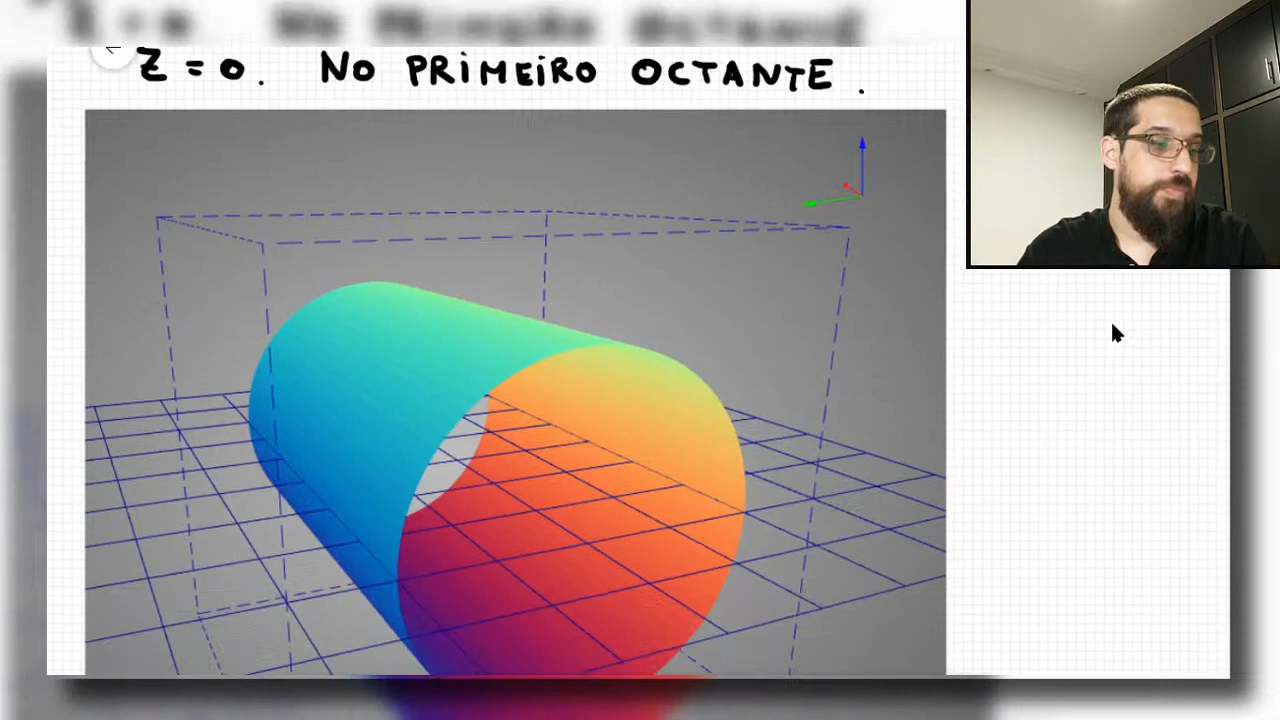 Z = 0. NO PRIMEIRO OCTANTE.